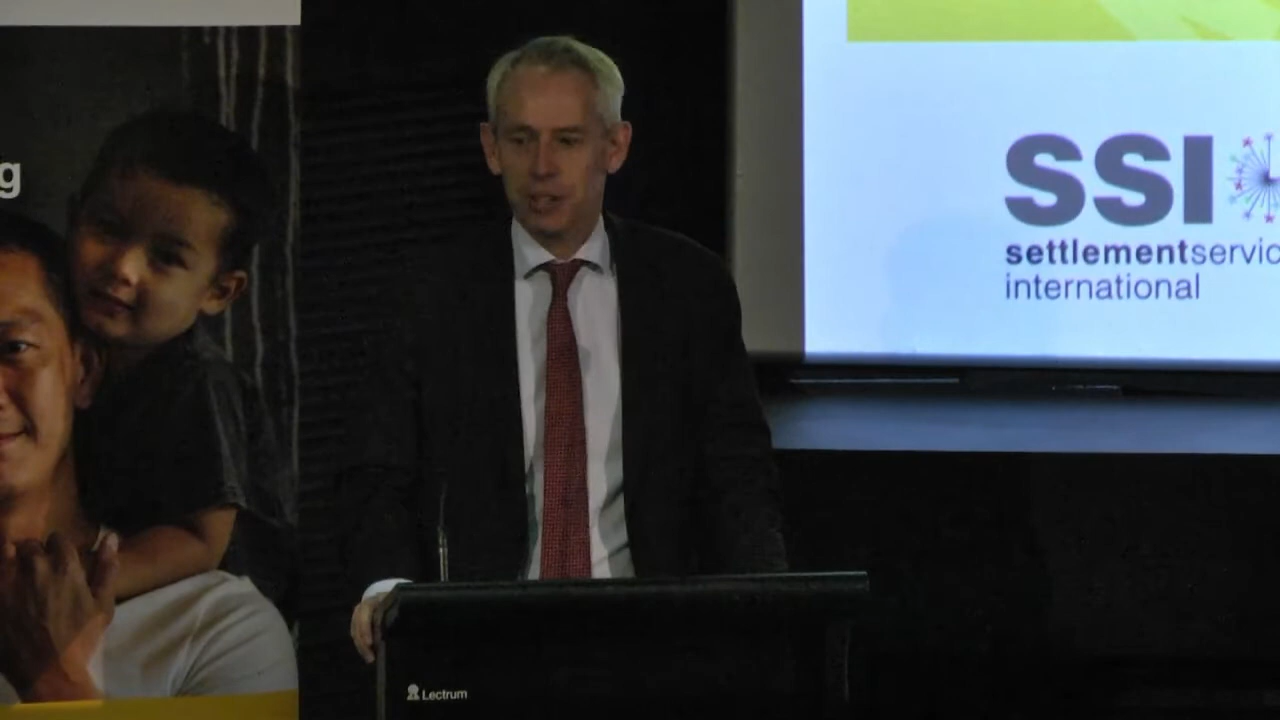 g
SSI
settlementservic
international
Lectrum